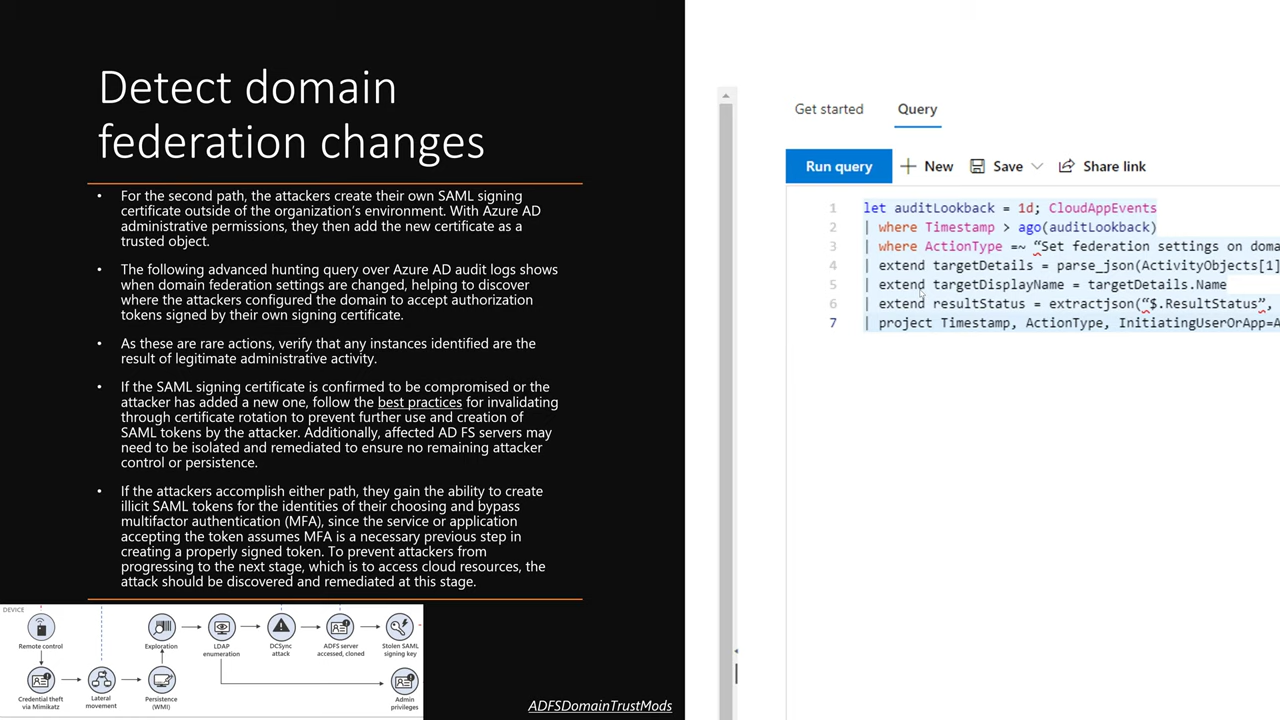 Detect domain
federation changes
• For the second path, the attackers create their own SAML signing
certificate outside of the organization's environment. With Azure AD
administrative permissions, they then add the new certificate as a
trusted object.
• The following advanced hunting query over Azure AD audit logs shows
when domain federation settings are changed, helping to discover
where the attackers configured the domain to accept authorization
tokens signed by their own signing certificate.
• As these are rare actions, verify that any instances identified are the
result of legitimate administrative activity.
• If the SAML signing certificate is confirmed to be compromised or the
attacker has added a new one, follow the best practices for invalidating
through certificate rotation to prevent further use and creation of
SAML tokens by the attacker. Additionally, affected AD FS servers may
need to be isolated and remediated to ensure no remaining attacker
control or persistence.
• If the attackers accomplish either path, they gain the ability to create
illicit SAML tokens for the identities of their choosing and bypass
multifactor authentication (MFA), since the service or application
accepting the token assumes MFA is a necessary previous step in
creating a properly signed token. To prevent attackers from
progressing to the next stage, which is to access cloud resources, the
attack should be discovered and remediated at this stage.
DEVICE
Remote control
Exploration
LDAP
enumeration
DCSync
attack
ADFS server
accessed, cloned
Stolen SAML
signing key
Credential theft
via Mimikatz
Lateral
movement
Persistence
(WMI)
Admin
privileges
ADFSDomainTrustMods
Get started Query
Run query New Save Share link
1 let auditLookback = 1d; CloudAppEvents
2 | where Timestamp > ago(auditLookback)
3 | where ActionType =~ “Set federation settings on doma
4 | extend targetDetails = parse_json(ActivityObjects[1]
5 | extend targetDisplayName = targetDetails.Name
6 | extend resultStatus = extractjson(“$.ResultStatus”,
7 | project Timestamp, ActionType, InitiatingUserOrApp=A